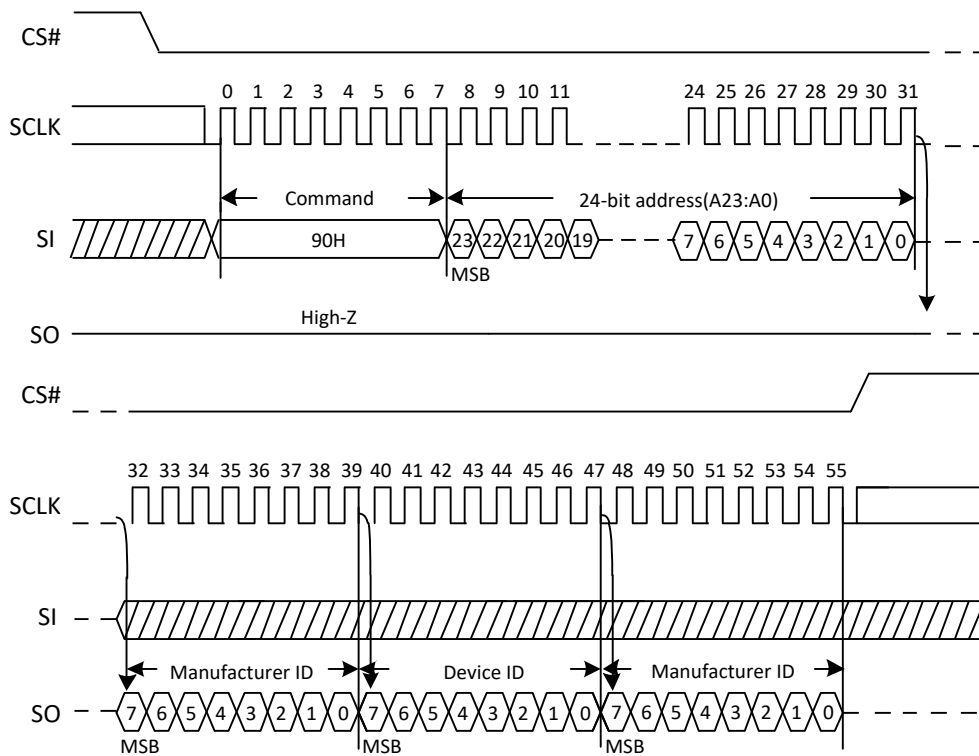 CS#
0 1 2 3 4 5 6 7 8 9 10 11 24 25 26 27 28 29 30 31
SCLK
Command 24-bit address(A23:A0)
SI 90H 23 22 21 20 19 7 6 5 4 3 2 1 0
MSB
High-Z
SO
CS#
32 33 34 35 36 37 38 39 40 41 42 43 44 45 46 47 48 49 50 51 52 53 54 55
SCLK
SI
Manufacturer ID Device ID Manufacturer ID
SO 7 6 5 4 3 2 1 0 7 6 5 4 3 2 1 0 7 6 5 4 3 2 1 0
MSB MSB MSB